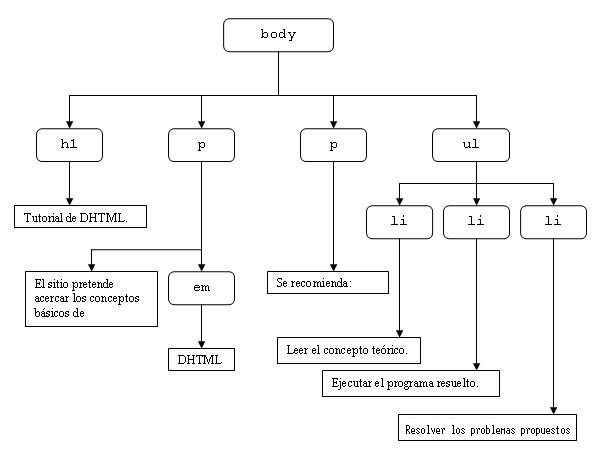 body
h1
p
p
ul
Tutorial de DHTML.
li
li
li
El sitio pretende
acercar los conceptos
básicos de
em
Se recomienda:
DHTML
Leer el concepto teórico.
Ejecutar el programa resuelto.
Resolver los problemas propuestos